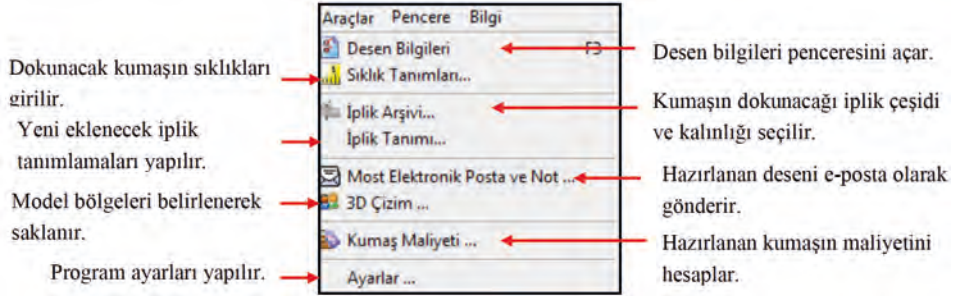 Araçlar Pencere Bilgi
Desen Bilgileri F3
Sıklık Tanımları...
İplik Arşivi...
İplik Tanımı...
Most Elektronik Posta ve Not ...
3D Çizim ...
Kumaş Maliyeti ...
Ayarlar ...
Dokunacak kumaşın sıklıkları
girilir.
Yeni eklenecek iplik
tanımlamaları yapılır.
Model bölgeleri belirlenerek
saklanır.
Program ayarları yapılır.
Desen bilgileri penceresini açar.
Kumaşın dokunacağı iplik çeşidi
ve kalınlığı seçilir.
Hazırlanan deseni e-posta olarak
gönderir.
Hazırlanan kumaşın maliyetini
hesaplar.